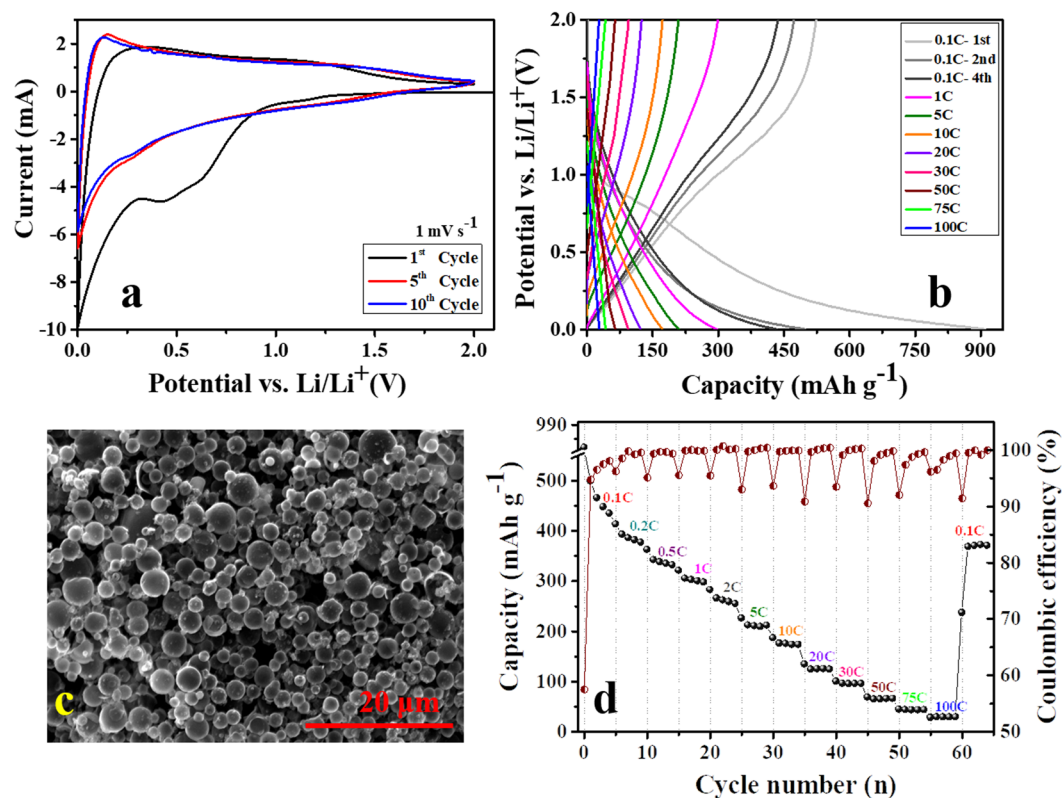 2
0
-2
-4
-6
-8
-10
0.0 0.5 1.0 1.5 2.0
Current (mA)
Potential vs. Li/Li⁺(V)
1 mV s⁻¹
1ˢᵗ Cycle
5ᵗʰ Cycle
10ᵗʰ Cycle
a
2.0
1.5
1.0
0.5
0.0
0 150 300 450 600 750 900
Potential vs. Li/Li⁺(V)
Capacity (mAh g⁻¹)
0.1C- 1st
0.1C- 2nd
0.1C- 4th
1C
5C
10C
20C
30C
50C
75C
100C
b
c
20 μm
990
500
400
300
200
100
0
Capacity (mAh g⁻¹)
0.1C
0.2C
0.5C
1C
2C
5C
10C
20C
30C
50C
75C
100C
0.1C
d
100
90
80
70
60
50
Coulombic efficiency (%)
0 10 20 30 40 50 60
Cycle number (n)